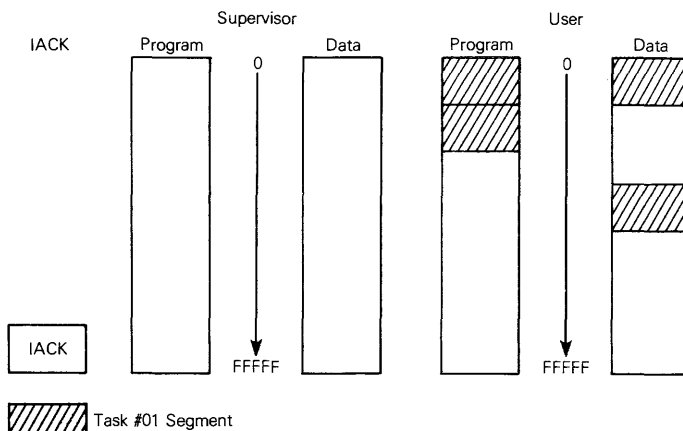 Supervisor
User
IACK
Program
0
Data
Program
0
Data
IACK
FFFFF
FFFFF
Task #01 Segment